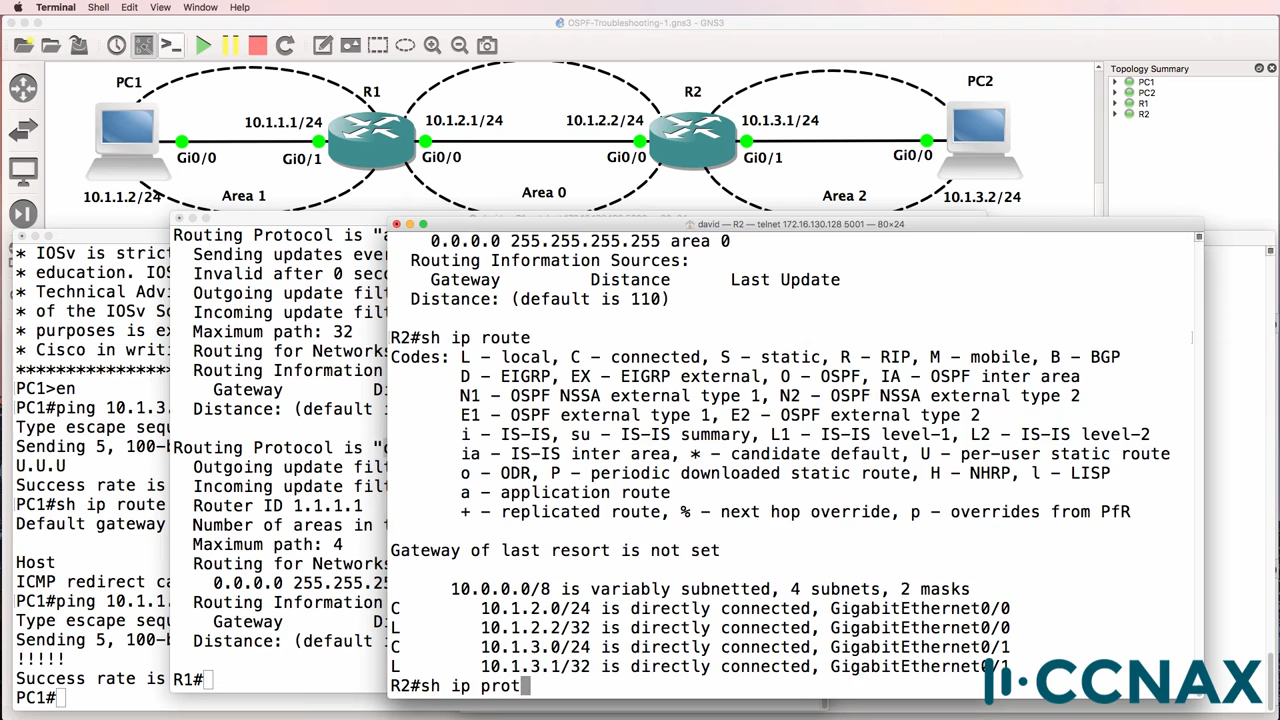 Terminal Shell Edit View Window Help
OSPF-Troubleshooting-1.gns3 - GNS3
Topology Summary
PC1
PC2
R1
R2
PC1
R1
R2
PC2
10.1.1.1/24
10.1.2.1/24
10.1.2.2/24
10.1.3.1/24
Gi0/0
Gi0/1
Gi0/0
Gi0/0
Gi0/1
Gi0/0
10.1.1.2/24
Area 1
Area 0
Area 2
10.1.3.2/24
* IOSv is strict
* education. IOS
* Technical Advi
* of the IOSv So
* purposes is ex
* Cisco in writi
****************
PC1>en
PC1#ping 10.1.3.
Type escape sequ
Sending 5, 100-b
U.U.U
Success rate is
PC1#sh ip route
Default gateway
Host
ICMP redirect ca
PC1#ping 10.1.1.
Type escape sequ
Sending 5, 100-b
!!!!!
Success rate is
PC1#
Routing Protocol is "a
Sending updates ever
Invalid after 0 seco
Outgoing update filt
Incoming update filt
Maximum path: 32
Routing for Networks
Routing Information
Gateway Di
Distance: (default i
Routing Protocol is "o
Outgoing update filt
Incoming update filt
Router ID 1.1.1.1
Number of areas in t
Maximum path: 4
Routing for Networks
0.0.0.0 255.255.25
Routing Information
Gateway Di
Distance: (default i
R1#
david — R2 — telnet 172.16.130.128 5001 — 80×24
0.0.0.0 255.255.255.255 area 0
Routing Information Sources:
Gateway Distance Last Update
Distance: (default is 110)
R2#sh ip route
Codes: L - local, C - connected, S - static, R - RIP, M - mobile, B - BGP
D - EIGRP, EX - EIGRP external, O - OSPF, IA - OSPF inter area
N1 - OSPF NSSA external type 1, N2 - OSPF NSSA external type 2
E1 - OSPF external type 1, E2 - OSPF external type 2
i - IS-IS, su - IS-IS summary, L1 - IS-IS level-1, L2 - IS-IS level-2
ia - IS-IS inter area, * - candidate default, U - per-user static route
o - ODR, P - periodic downloaded static route, H - NHRP, l - LISP
a - application route
+ - replicated route, % - next hop override, p - overrides from PfR
Gateway of last resort is not set
10.0.0.0/8 is variably subnetted, 4 subnets, 2 masks
C 10.1.2.0/24 is directly connected, GigabitEthernet0/0
L 10.1.2.2/32 is directly connected, GigabitEthernet0/0
C 10.1.3.0/24 is directly connected, GigabitEthernet0/1
L 10.1.3.1/32 is directly connected, GigabitEthernet0/1
R2#sh ip prot
CCNAX